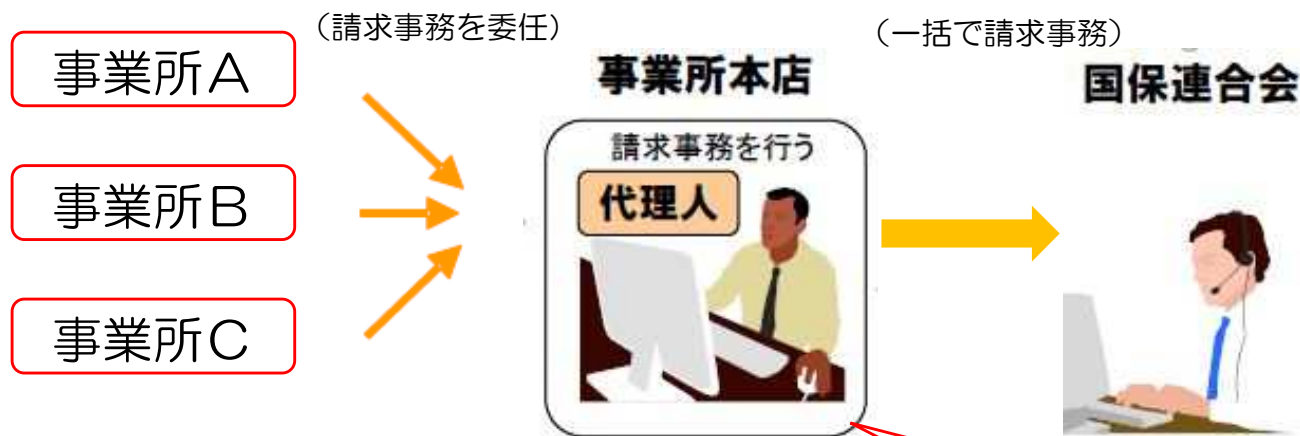 （請求事務を委任）
（一括で請求事務）
事業所A
事業所B
事業所C
事業所本店
請求事務を行う
代理人
国保連合会